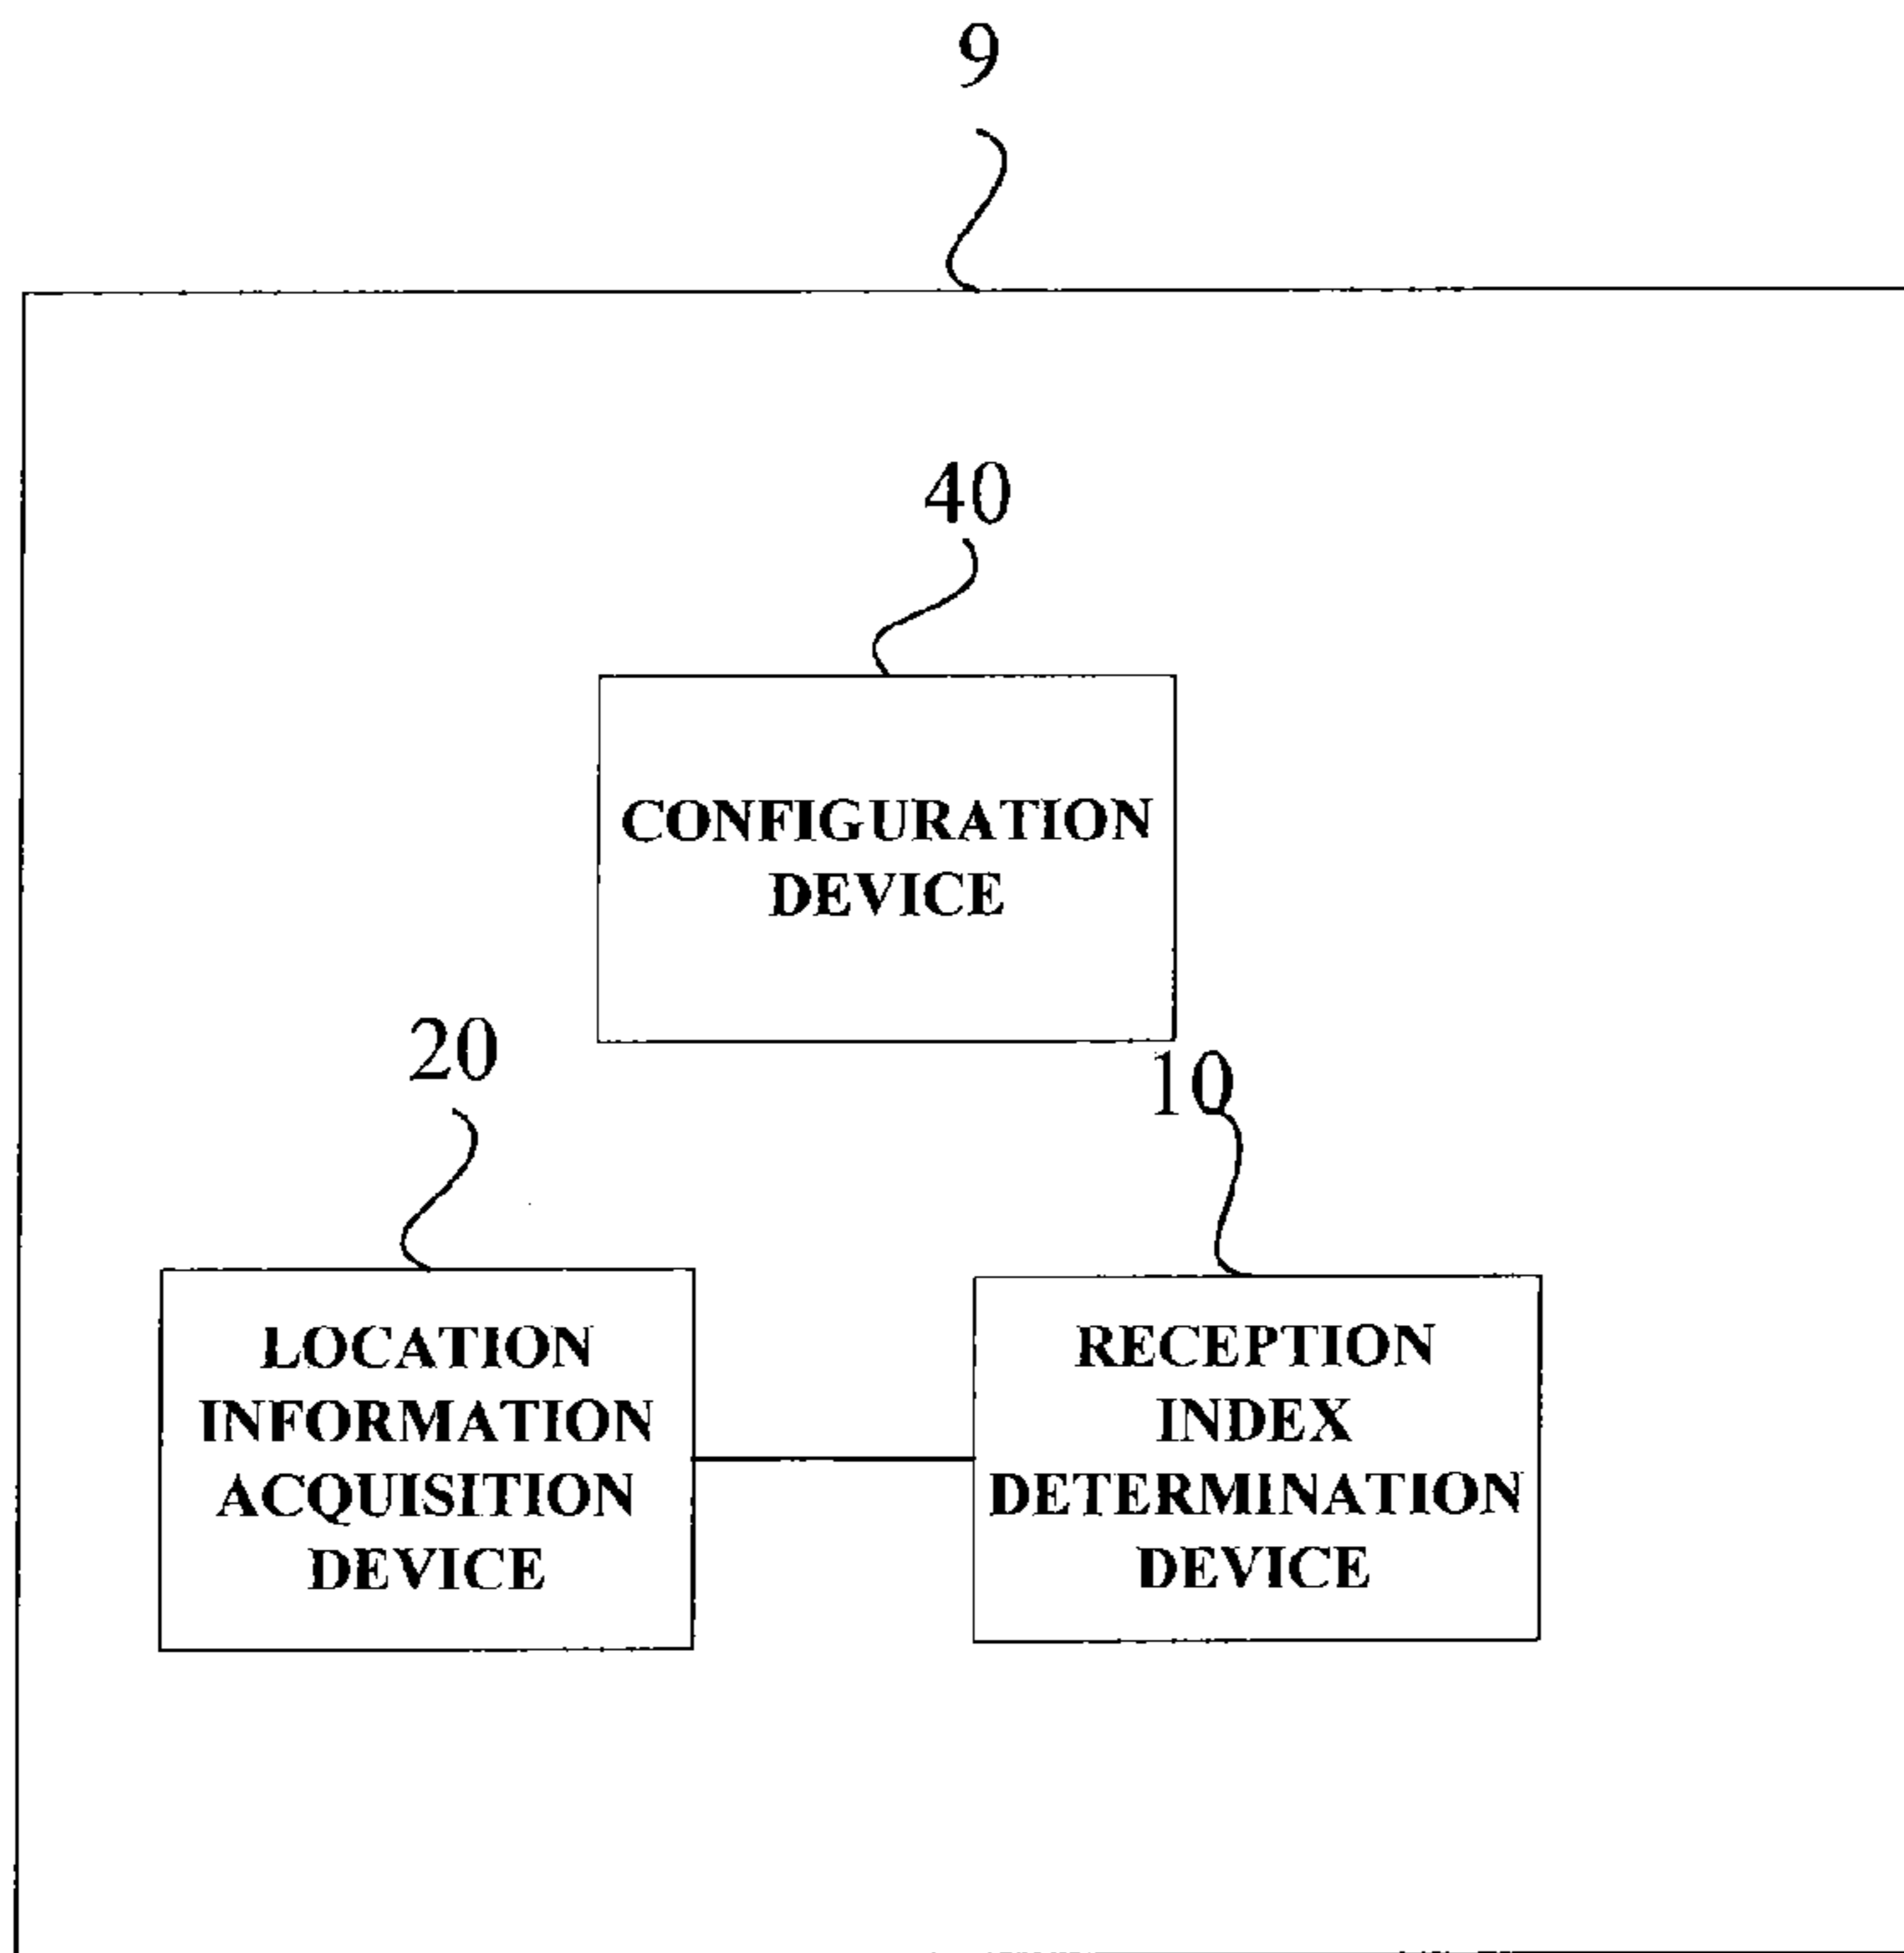 9
40
CONFIGURATION
DEVICE
20
10
LOCATION
INFORMATION
ACQUISITION
DEVICE
RECEPTION
INDEX
DETERMINATION
DEVICE